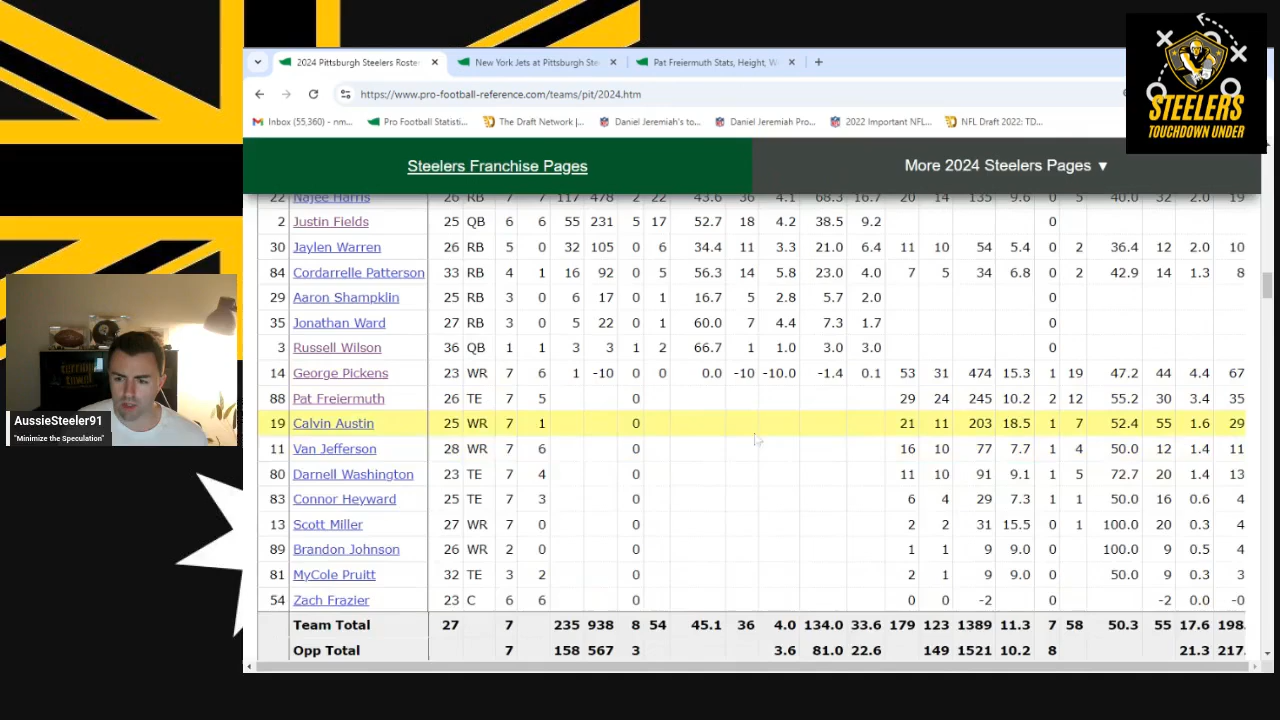 2024 Pittsburgh Steelers Roste
New York Jets at Pittsburgh Ste
Pat Freiermuth Stats, Height, W
https://www.pro-football-reference.com/teams/pit/2024.htm
Inbox (55,360) - nm...
Pro Football Statisti...
The Draft Network |...
Daniel Jeremiah's to...
Daniel Jeremiah Pro...
2022 Important NFL...
NFL Draft 2022: TD...
STEELERS
TOUCHDOWN UNDER
Steelers Franchise Pages
More 2024 Steelers Pages ▼
22 Najee Harris 26 RB 7 7 117 478 2 22 43.6 36 4.1 68.3 16.7 20 14 135 9.6 0 5 40.0 32 2.0 19
2 Justin Fields 25 QB 6 6 55 231 5 17 52.7 18 4.2 38.5 9.2 0
30 Jaylen Warren 26 RB 5 0 32 105 0 6 34.4 11 3.3 21.0 6.4 11 10 54 5.4 0 2 36.4 12 2.0 10
84 Cordarrelle Patterson 33 RB 4 1 16 92 0 5 56.3 14 5.8 23.0 4.0 7 5 34 6.8 0 2 42.9 14 1.3 8
29 Aaron Shampklin 25 RB 3 0 6 17 0 1 16.7 5 2.8 5.7 2.0 0
35 Jonathan Ward 27 RB 3 0 5 22 0 1 60.0 7 4.4 7.3 1.7 0
3 Russell Wilson 36 QB 1 1 3 3 1 2 66.7 1 1.0 3.0 3.0 0
14 George Pickens 23 WR 7 6 1 -10 0 0 0.0 -10 -10.0 -1.4 0.1 53 31 474 15.3 1 19 47.2 44 4.4 67
88 Pat Freiermuth 26 TE 7 5 0 29 24 245 10.2 2 12 55.2 30 3.4 35
19 Calvin Austin 25 WR 7 1 0 21 11 203 18.5 1 7 52.4 55 1.6 29
11 Van Jefferson 28 WR 7 6 0 16 10 77 7.7 1 4 50.0 12 1.4 11
80 Darnell Washington 23 TE 7 4 0 11 10 91 9.1 1 5 72.7 20 1.4 13
83 Connor Heyward 25 TE 7 3 0 6 4 29 7.3 1 1 50.0 16 0.6 4
13 Scott Miller 27 WR 7 0 0 2 2 31 15.5 0 1 100.0 20 0.3 4
89 Brandon Johnson 26 WR 2 0 0 1 1 9 9.0 0 100.0 9 0.5 4
81 MyCole Pruitt 32 TE 3 2 0 2 1 9 9.0 0 50.0 9 0.3 3
54 Zach Frazier 23 C 6 6 0 0 0 -2 0 -2 0.0 -0
Team Total 27 7 235 938 8 54 45.1 36 4.0 134.0 33.6 179 123 1389 11.3 7 58 50.3 55 17.6 198.
Opp Total 7 158 567 3 3.6 81.0 22.6 149 1521 10.2 8 21.3 217.
AussieSteeler91
"Minimize the Speculation"